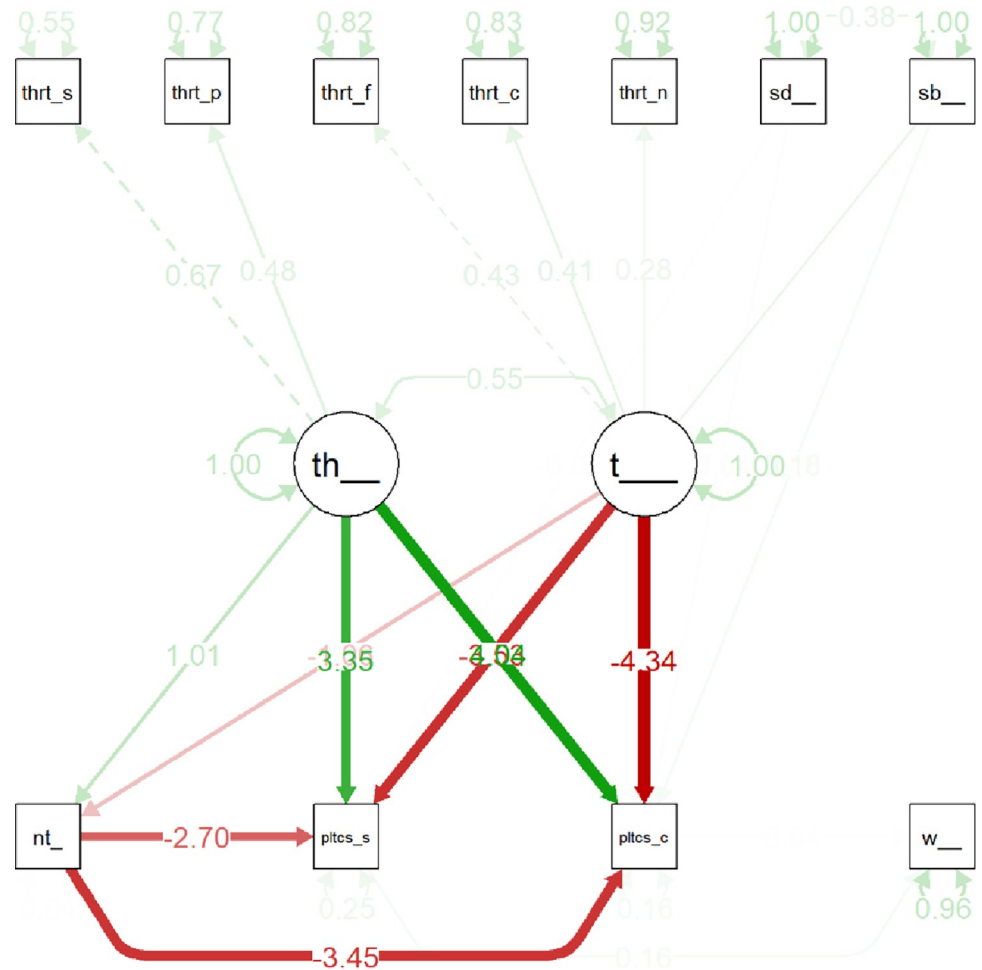 0.55 0.77 0.82 0.83 0.92 1.00 -0.38 1.00
thrt_s thrt_p thrt_f thrt_c thrt_n sd__ sb__
0.67 0.48 0.43 0.41 0.28
0.55
1.00 th__ t___ 1.00
1.01 3.35 -4.34
nt_ -2.70 pltcs_s pltcs_c w__
0.25 0.16 0.96
-3.45 0.16